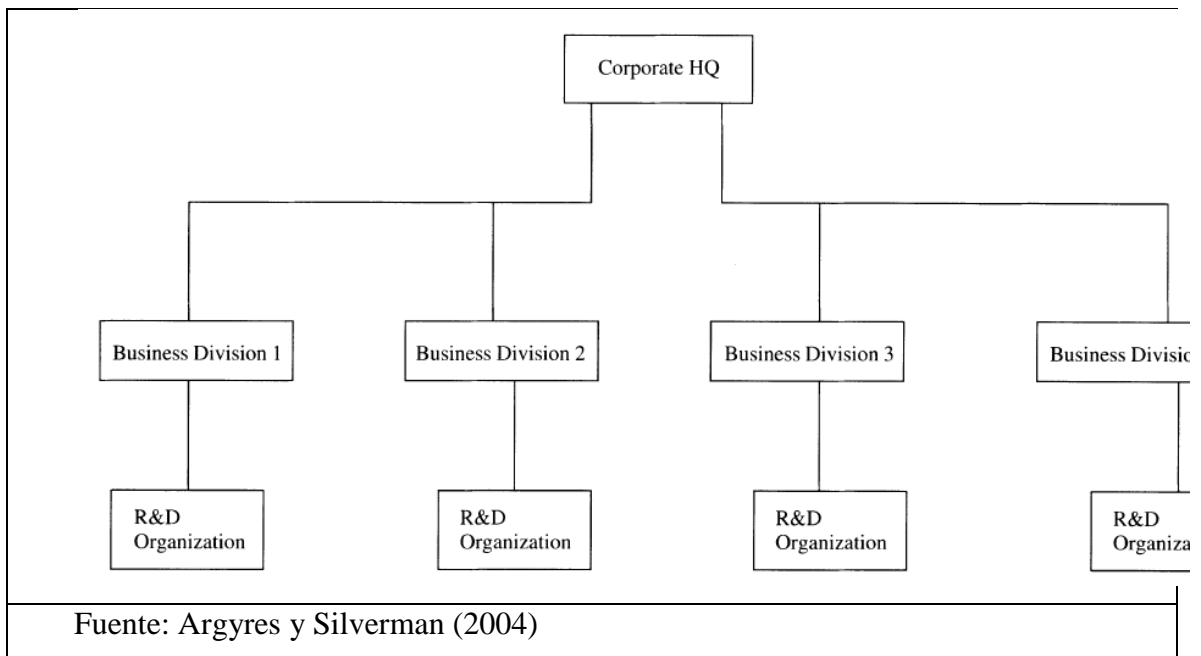 Corporate HQ
Business Division 1
Business Division 2
Business Division 3
Business
R&D
Organization
R&D
Organization
R&D
Organization
R&D
Fuente: Argyres y Silverman (2004)